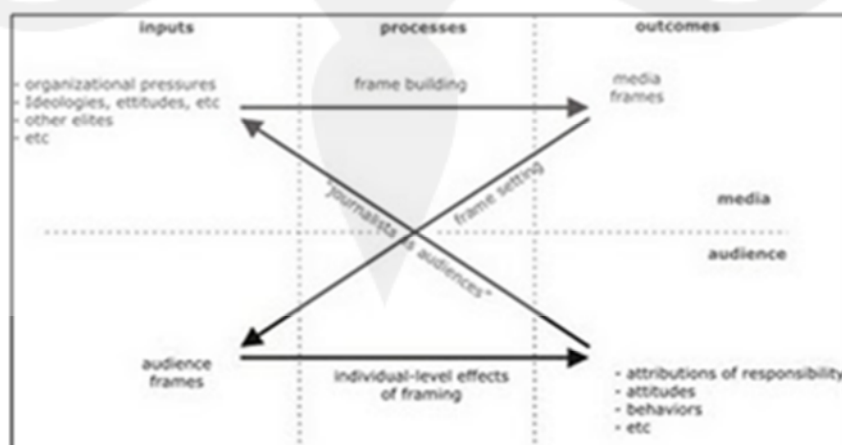 inputs
processes
outcomes
- organizational pressures
- Ideologies, ettitudes, etc
- other elites
- etc
frame building
media
frames
"journalists as audiences"
frame setting
media
audience
audience
frames
individual-level effects
of framing
- attributions of responsibility
- attitudes
- behaviors
- etc